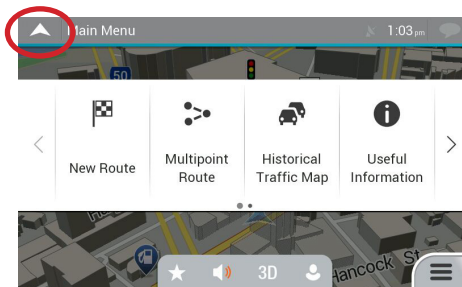 Main Menu
1:03 pm
50
New Route
Multipoint
Route
Historical
Traffic Map
Useful
Information
3D
Hancock St